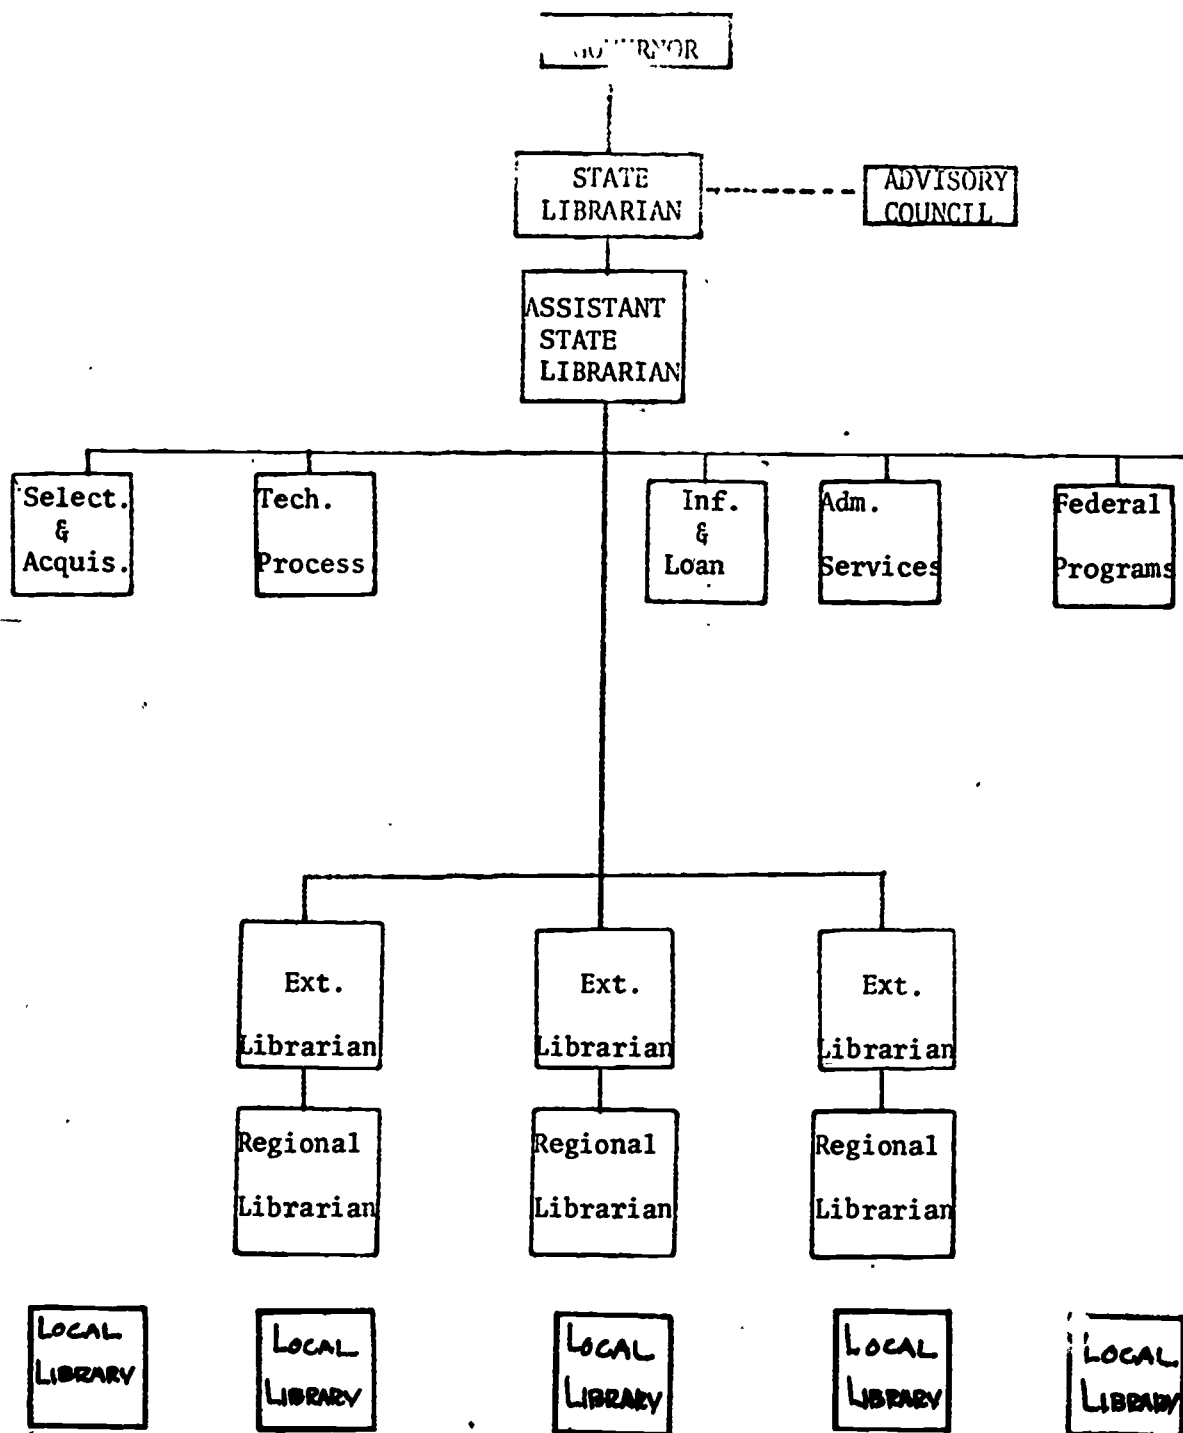 GOVERNOR
STATE
LIBRARIAN
ADVISORY
COUNCIL
ASSISTANT
STATE
LIBRARIAN
Select.
&
Acquis.
Tech.
Process
Inf.
&
Loan
Adm.
Services
Federal
Programs
Ext.
Librarian
Ext.
Librarian
Ext.
Librarian
Regional
Librarian
Regional
Librarian
Regional
Librarian
LOCAL
LIBRARY
LOCAL
LIBRARY
LOCAL
LIBRARY
LOCAL
LIBRARY
LOCAL
LIBRARY